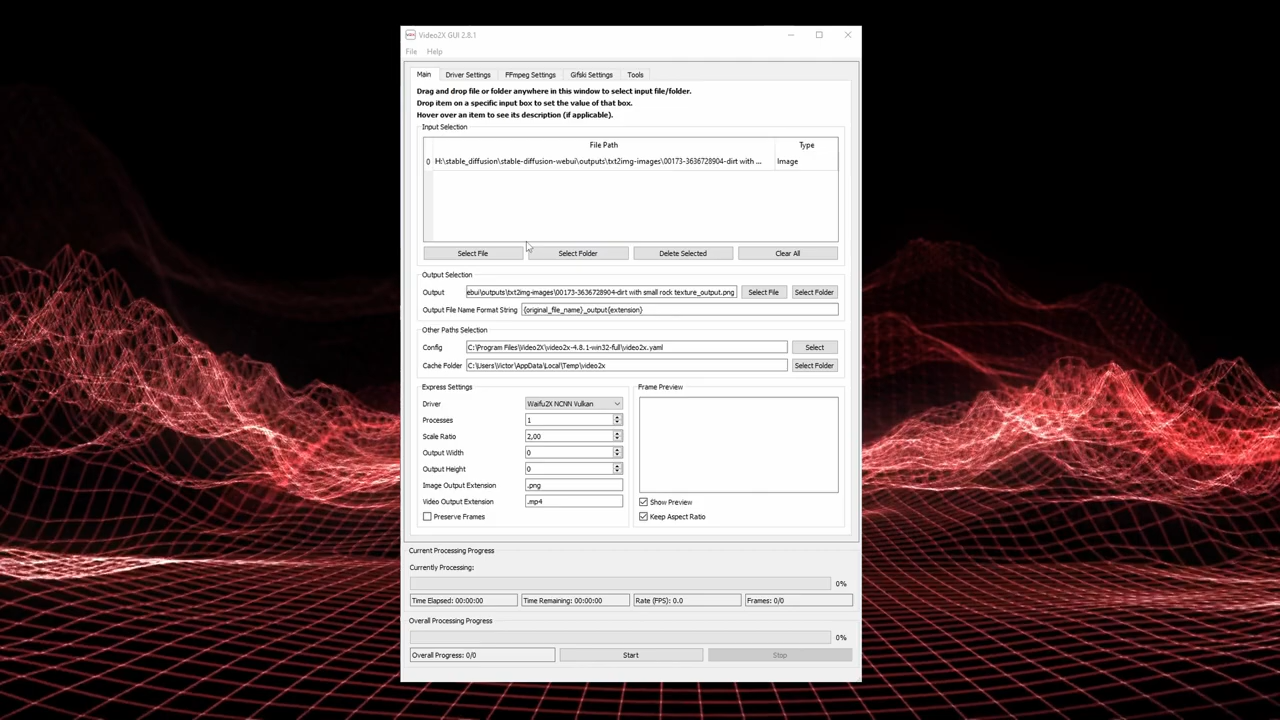 Video2X GUI 2.8.1
File Help
Main Driver Settings FFmpeg Settings Gifski Settings Tools
Drag and drop file or folder anywhere in this window to select input file/folder.
Drop item on a specific input box to set the value of that box.
Hover over an item to see its description (if applicable).
Input Selection
File Path Type
0 H:\stable_diffusion\stable-diffusion-webui\outputs\txt2img-images\00173-3636728904-dirt with ... Image
Select File Select Folder Delete Selected Clear All
Output Selection
Output ebui\outputs\txt2img-images\00173-3636728904-dirt with small rock texture_output.png Select File Select Folder
Output File Name Format String {original_file_name}_output{extension}
Other Paths Selection
Config C:\Program Files\Video2X\video2x-4.8.1-win32-full\video2x.yaml Select
Cache Folder C:\Users\Victor\AppData\Local\Temp\video2x Select Folder
Express Settings
Driver Waifu2X NCNN Vulkan
Processes 1
Scale Ratio 2,00
Output Width 0
Output Height 0
Image Output Extension .png
Video Output Extension .mp4
Preserve Frames
Frame Preview
Show Preview
Keep Aspect Ratio
Current Processing Progress
Currently Processing:
0%
Time Elapsed: 00:00:00 Time Remaining: 00:00:00 Rate (FPS): 0.0 Frames: 0/0
Overall Processing Progress
0%
Overall Progress: 0/0 Start Stop